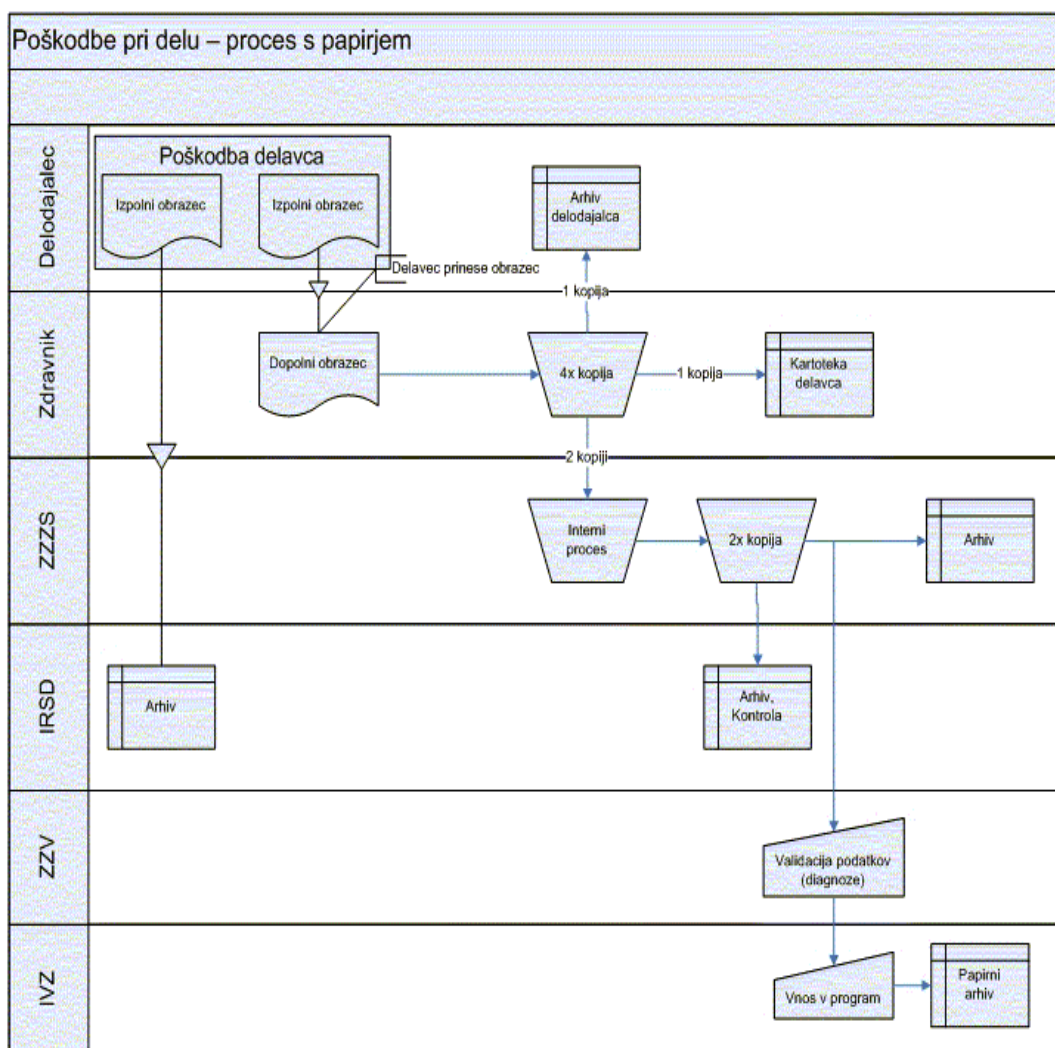 Poškodbe pri delu – proces s papirjem
Delodajalec
Poškodba delavca
Izpolni obrazec
Izpolni obrazec
Arhiv
delodajalca
Delavec prinese obrazec
1 kopija
Zdravnik
Dopolni obrazec
4x kopija
1 kopija
Kartoteka
delavca
2 kopiji
ZZZS
Interni
proces
2x kopija
Arhiv
IRSD
Arhiv
Arhiv,
Kontrola
ZZV
Validacija podatkov
(diagnoze)
IVZ
Vnos v program
Papirni
arhiv